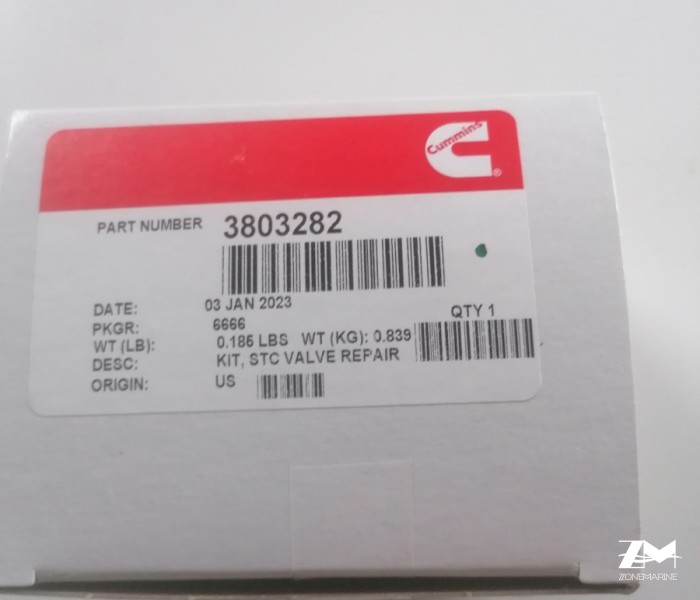 Cummins
PART NUMBER 3803282
DATE: 03 JAN 2023
QTY 1
PKGR: 6666
WT (LB): 0.185 LBS WT (KG): 0.839
DESC: KIT, STC VALVE REPAIR
ORIGIN: US
ZM
ZONEMARINE